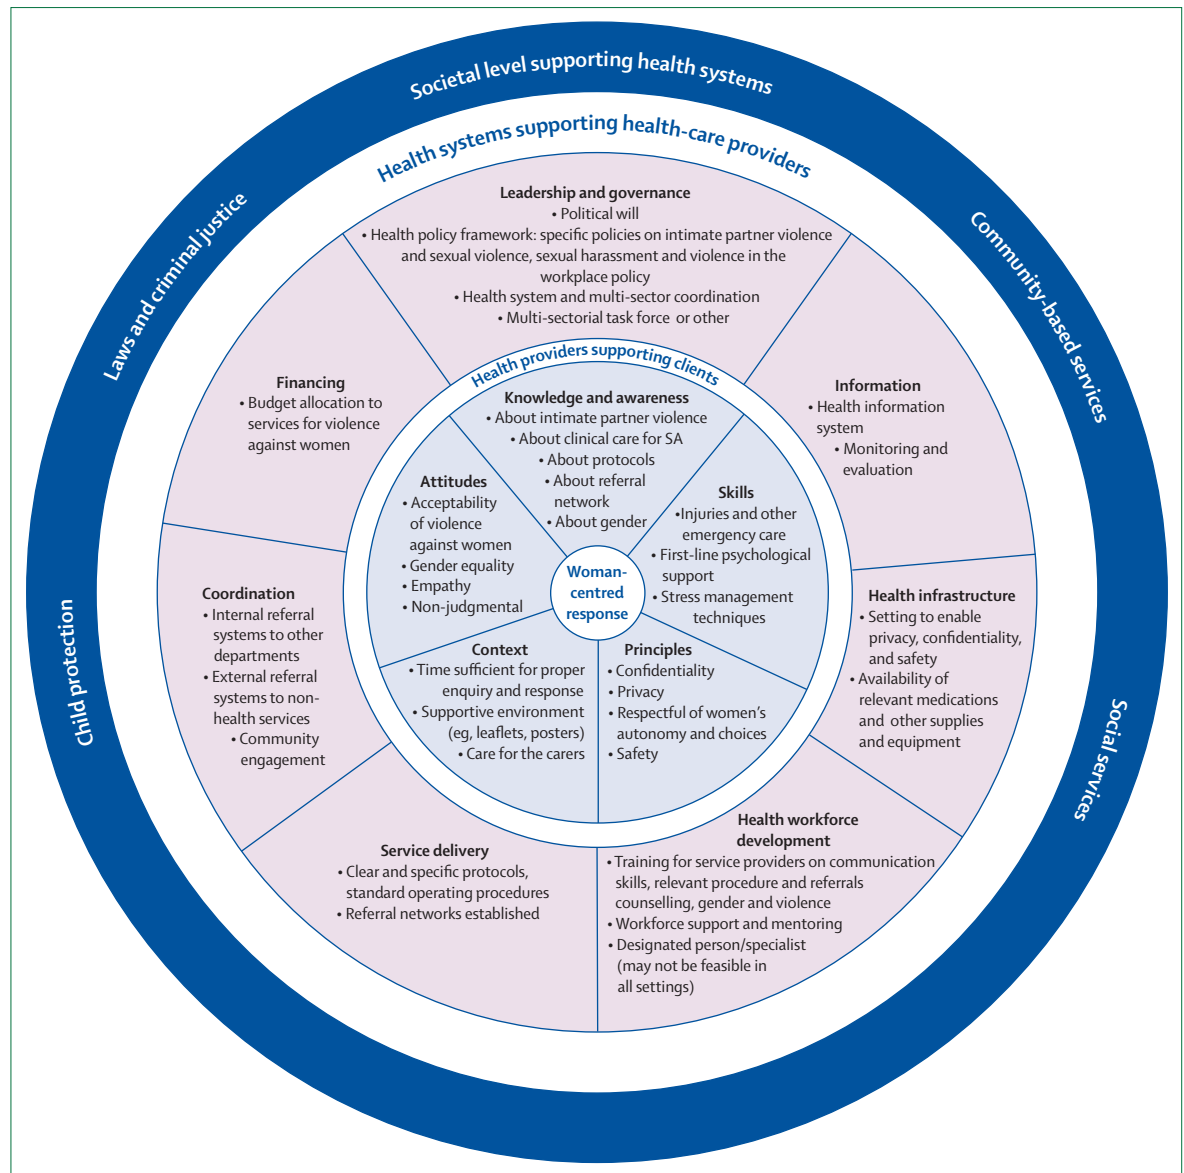 Societal level supporting health systems
Laws and criminal justice
Community-based services
Child protection
Social services
Health systems supporting health-care providers
Leadership and governance
• Political will
• Health policy framework: specific policies on intimate partner violence
and sexual violence, sexual harassment and violence in the
workplace policy
• Health system and multi-sector coordination
• Multi-sectorial task force or other
Financing
• Budget allocation to
services for violence
against women
Information
• Health information
system
• Monitoring and
evaluation
Coordination
• Internal referral
systems to other
departments
• External referral
systems to non-
health services
• Community
engagement
Health infrastructure
• Setting to enable
privacy, confidentiality,
and safety
• Availability of
relevant medications
and other supplies
and equipment
Service delivery
• Clear and specific protocols,
standard operating procedures
• Referral networks established
Health workforce
development
• Training for service providers on communication
skills, relevant procedure and referrals
counselling, gender and violence
• Workforce support and mentoring
• Designated person/specialist
(may not be feasible in
all settings)
Health providers supporting clients
Knowledge and awareness
• About intimate partner violence
• About clinical care for SA
• About protocols
• About referral
network
• About gender
Attitudes
• Acceptability
of violence
against women
• Gender equality
• Empathy
• Non-judgmental
Skills
•Injuries and other
emergency care
• First-line psychological
support
• Stress management
techniques
Context
• Time sufficient for proper
enquiry and response
• Supportive environment
(eg, leaflets, posters)
• Care for the carers
Principles
• Confidentiality
• Privacy
• Respectful of women's
autonomy and choices
• Safety
Woman-
centred
response